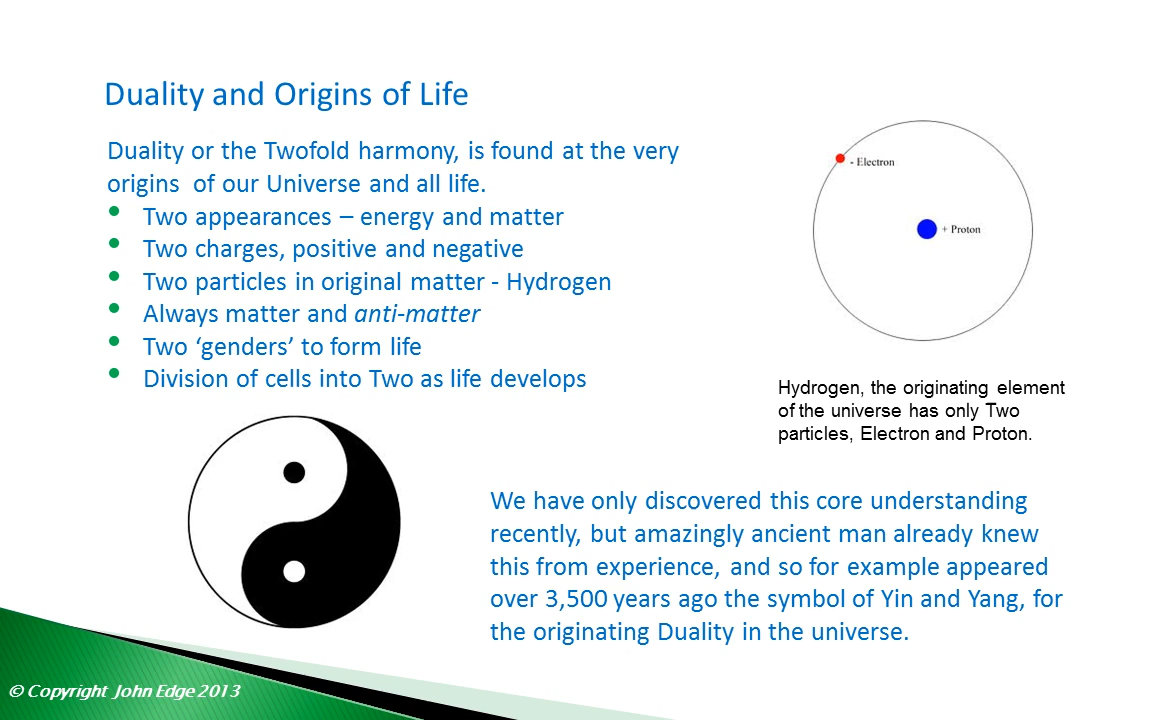 Duality and Origins of Life
Duality or the Twofold harmony, is found at the very
origins of our Universe and all life.
• Two appearances – energy and matter
• Two charges, positive and negative
• Two particles in original matter - Hydrogen
• Always matter and anti-matter
• Two ‘genders’ to form life
• Division of cells into Two as life develops
- Electron
+ Proton
Hydrogen, the originating element
of the universe has only Two
particles, Electron and Proton.
We have only discovered this core understanding
recently, but amazingly ancient man already knew
this from experience, and so for example appeared
over 3,500 years ago the symbol of Yin and Yang, for
the originating Duality in the universe.
© Copyright John Edge 2013